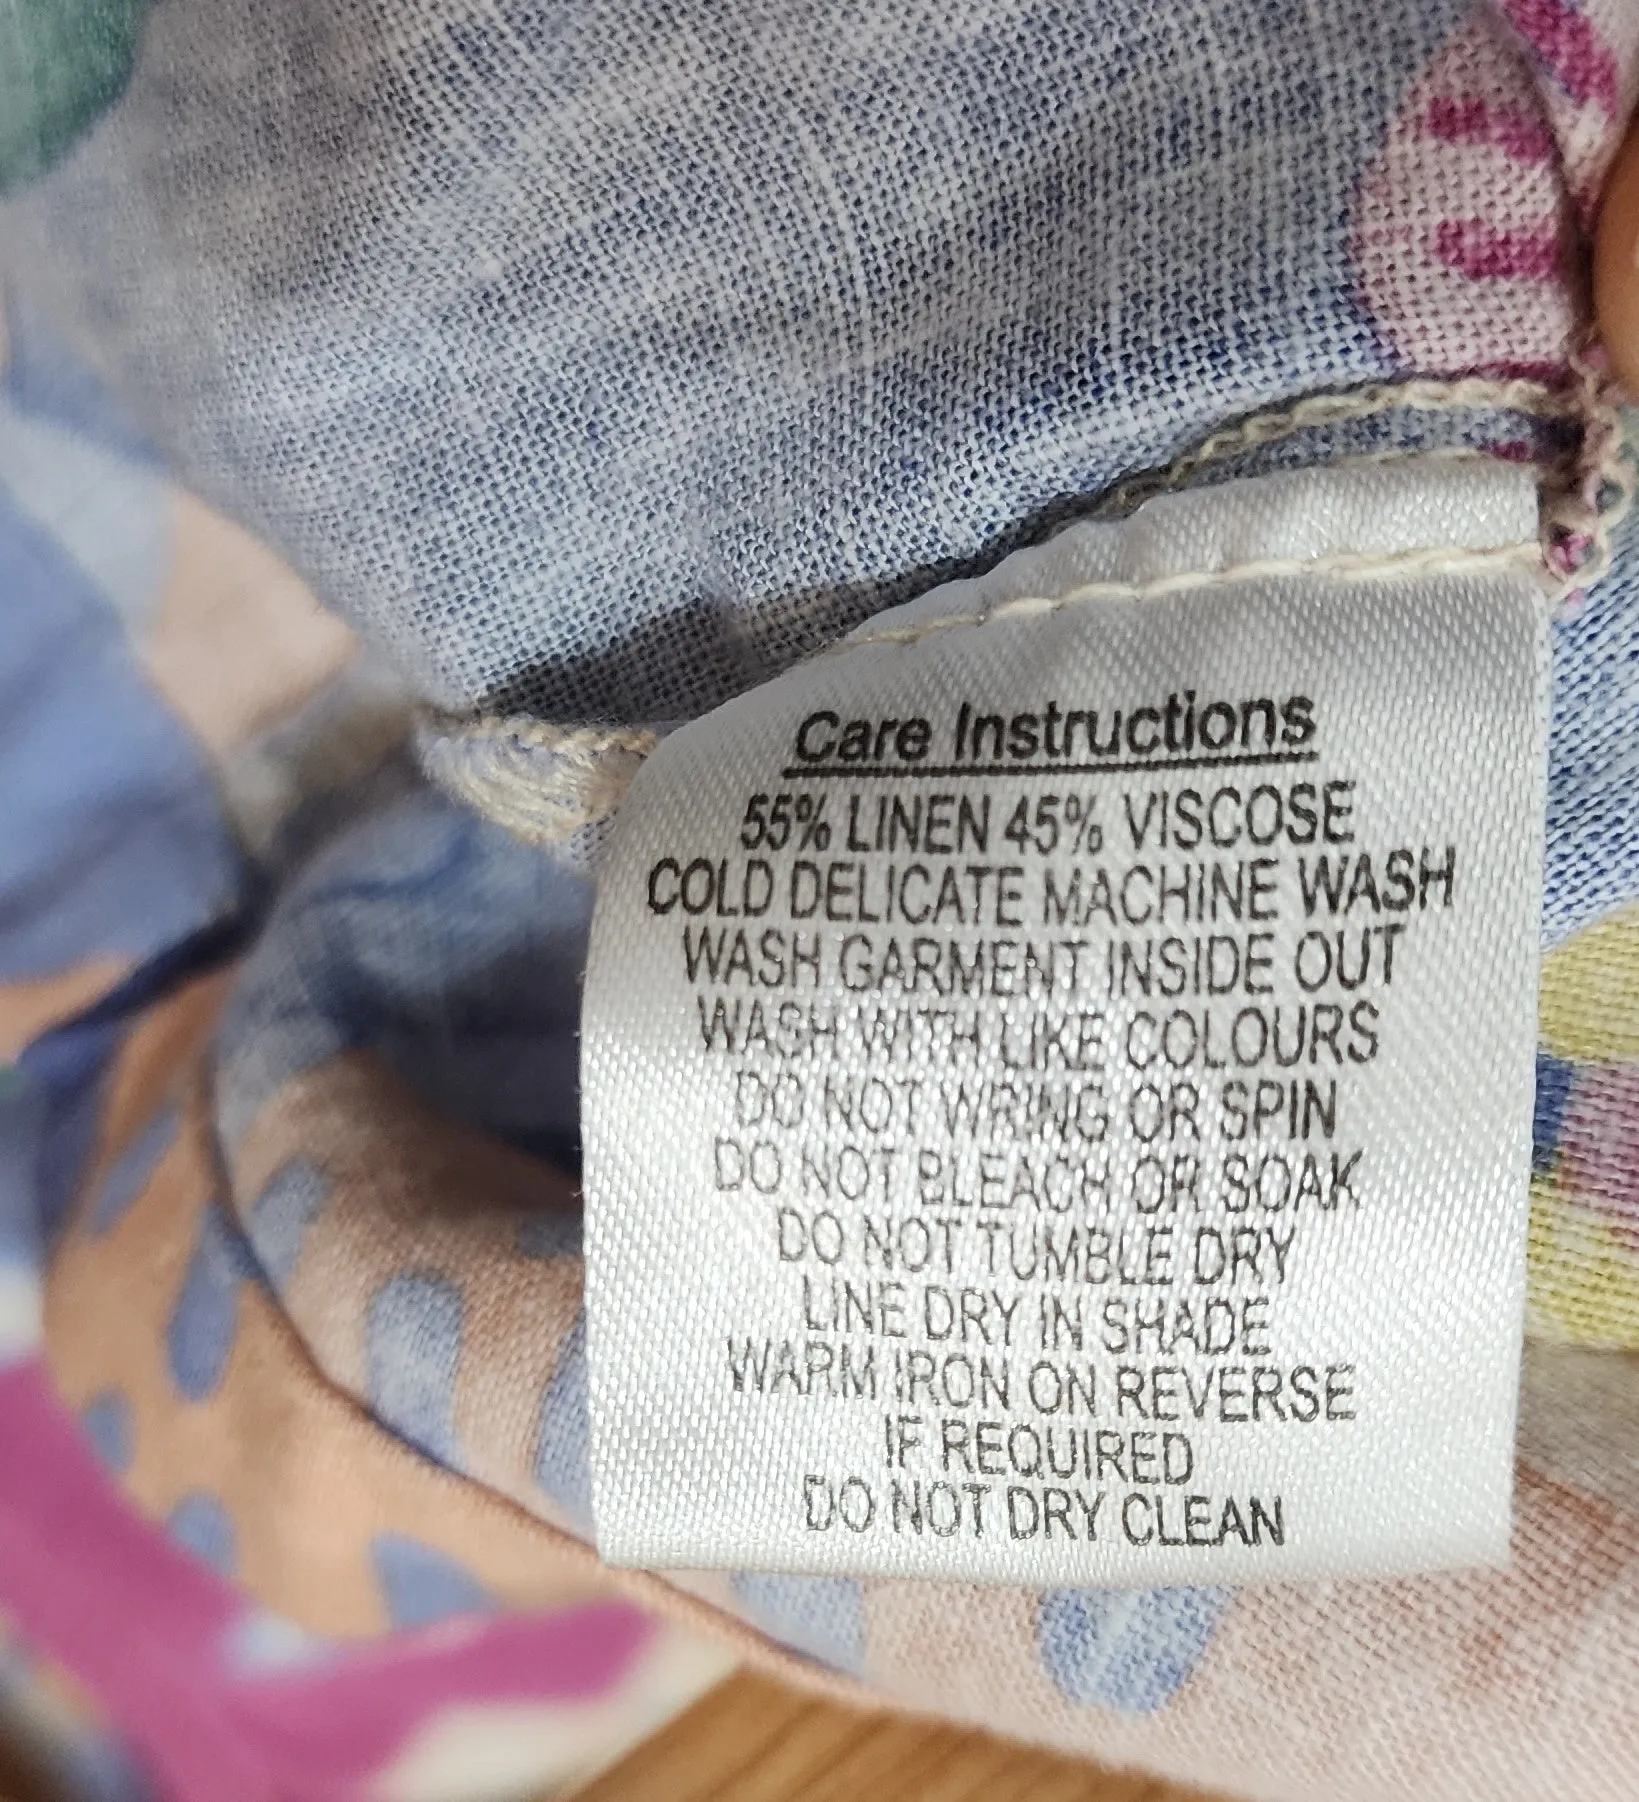 Care Instructions
55% LINEN 45% VISCOSE
COLD DELICATE MACHINE WASH
WASH GARMENT INSIDE OUT
WASH WITH LIKE COLOURS
DO NOT WRING OR SPIN
DO NOT BLEACH OR SOAK
DO NOT TUMBLE DRY
LINE DRY IN SHADE
WARM IRON ON REVERSE
IF REQUIRED
DO NOT DRY CLEAN